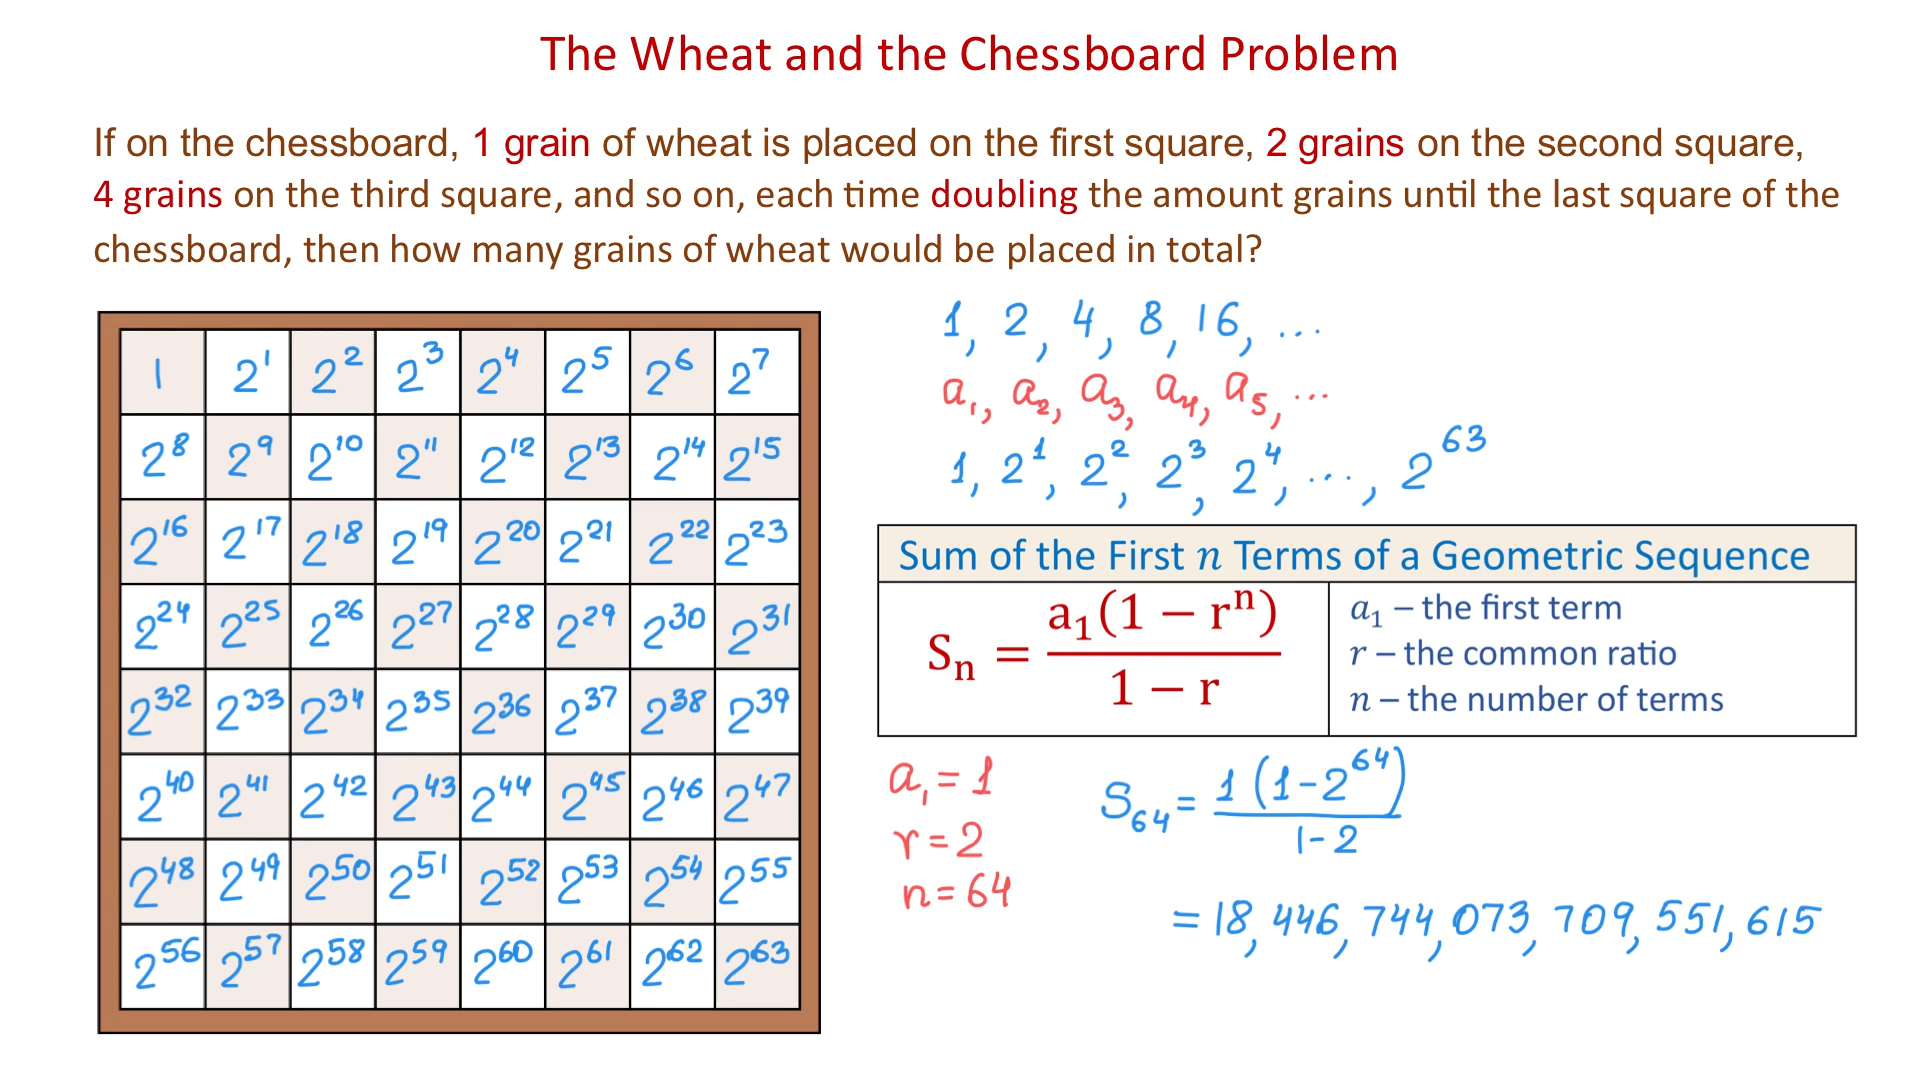 The Wheat and the Chessboard Problem
If on the chessboard, 1 grain of wheat is placed on the first square, 2 grains on the second square,
4 grains on the third square, and so on, each time doubling the amount grains until the last square of the
chessboard, then how many grains of wheat would be placed in total?
1 2¹ 2² 2³ 2⁴ 2⁵ 2⁶ 2⁷
2⁸ 2⁹ 2¹⁰ 2¹¹ 2¹² 2¹³ 2¹⁴ 2¹⁵
2¹⁶ 2¹⁷ 2¹⁸ 2¹⁹ 2²⁰ 2²¹ 2²² 2²³
2²⁴ 2²⁵ 2²⁶ 2²⁷ 2²⁸ 2²⁹ 2³⁰ 2³¹
2³² 2³³ 2³⁴ 2³⁵ 2³⁶ 2³⁷ 2³⁸ 2³⁹
2⁴⁰ 2⁴¹ 2⁴² 2⁴³ 2⁴⁴ 2⁴⁵ 2⁴⁶ 2⁴⁷
2⁴⁸ 2⁴⁹ 2⁵⁰ 2⁵¹ 2⁵² 2⁵³ 2⁵⁴ 2⁵⁵
2⁵⁶ 2⁵⁷ 2⁵⁸ 2⁵⁹ 2⁶⁰ 2⁶¹ 2⁶² 2⁶³
1, 2, 4, 8, 16, ...
a₁, a₂, a₃, a₄, a₅, ...
1, 2¹, 2², 2³, 2⁴, ..., 2⁶³
Sum of the First n Terms of a Geometric Sequence
Sₙ = a₁(1 − rⁿ) / 1 − r
a₁ – the first term
r – the common ratio
n – the number of terms
a₁ = 1
r = 2
n = 64
S₆₄ = 1(1-2⁶⁴) / 1-2
= 18,446,744,073,709,551,615